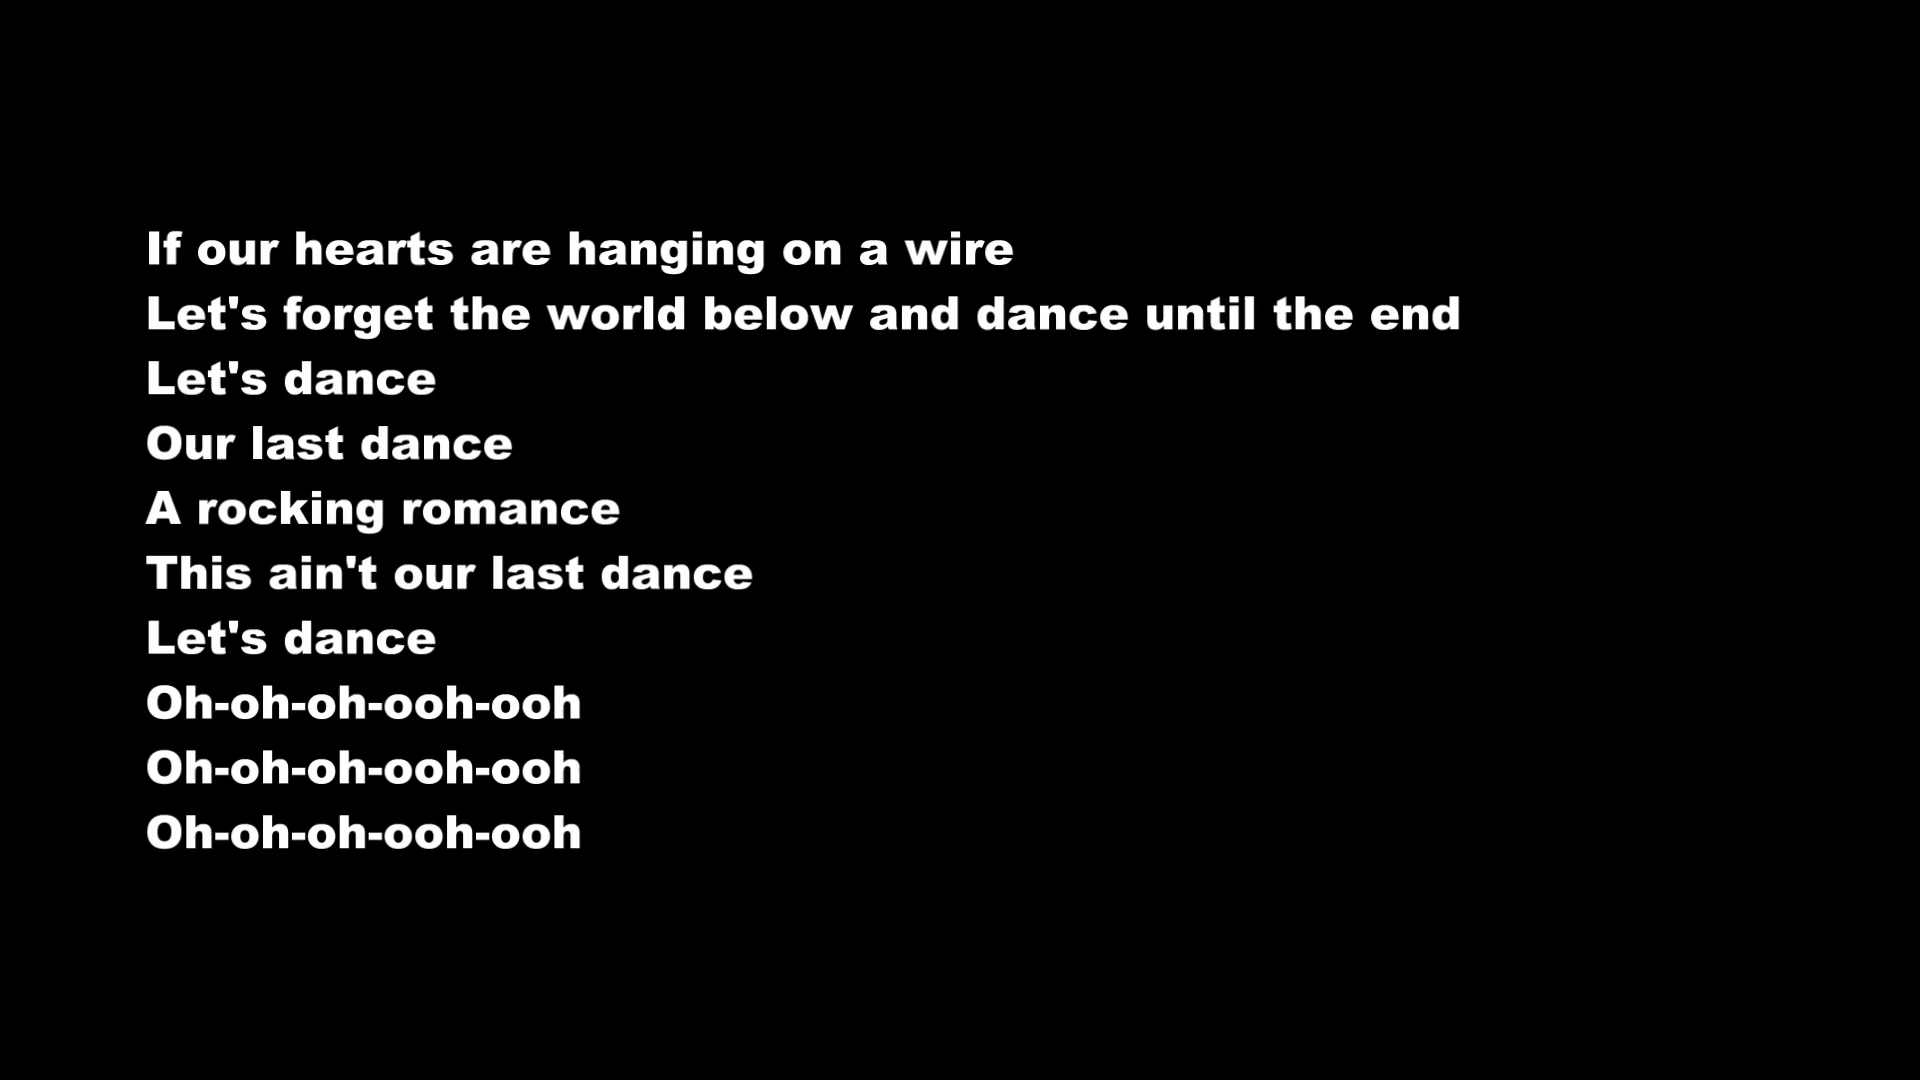 If our hearts are hanging on a wire
Let's forget the world below and dance until the end
Let's dance
Our last dance
A rocking romance
This ain't our last dance
Let's dance
Oh-oh-oh-ooh-ooh
Oh-oh-oh-ooh-ooh
Oh-oh-oh-ooh-ooh